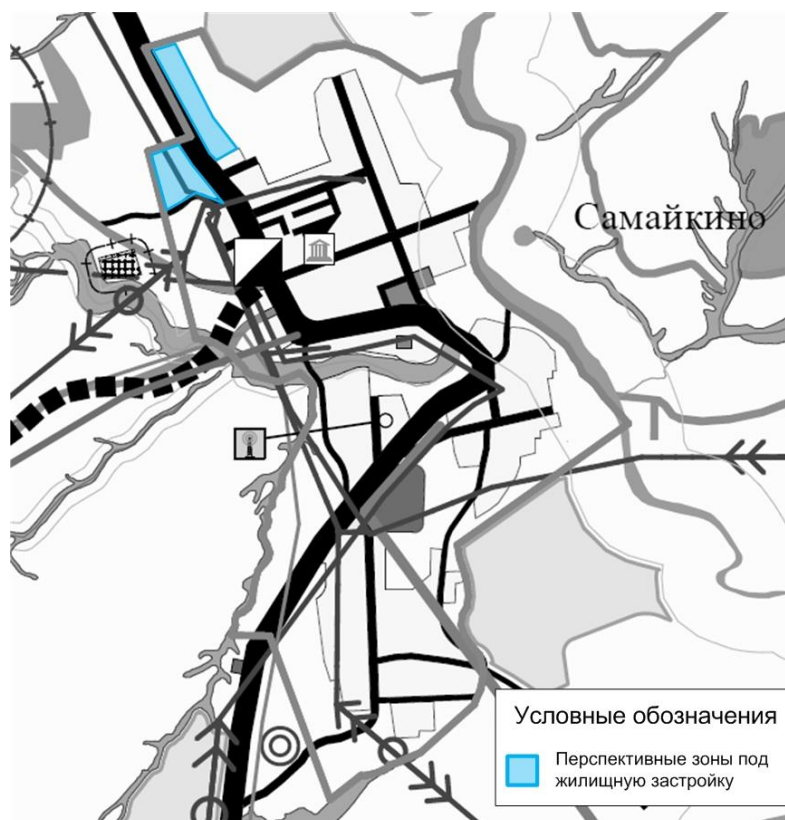 Самайкино
Условные обозначения
Перспективные зоны под
жилищную застройку